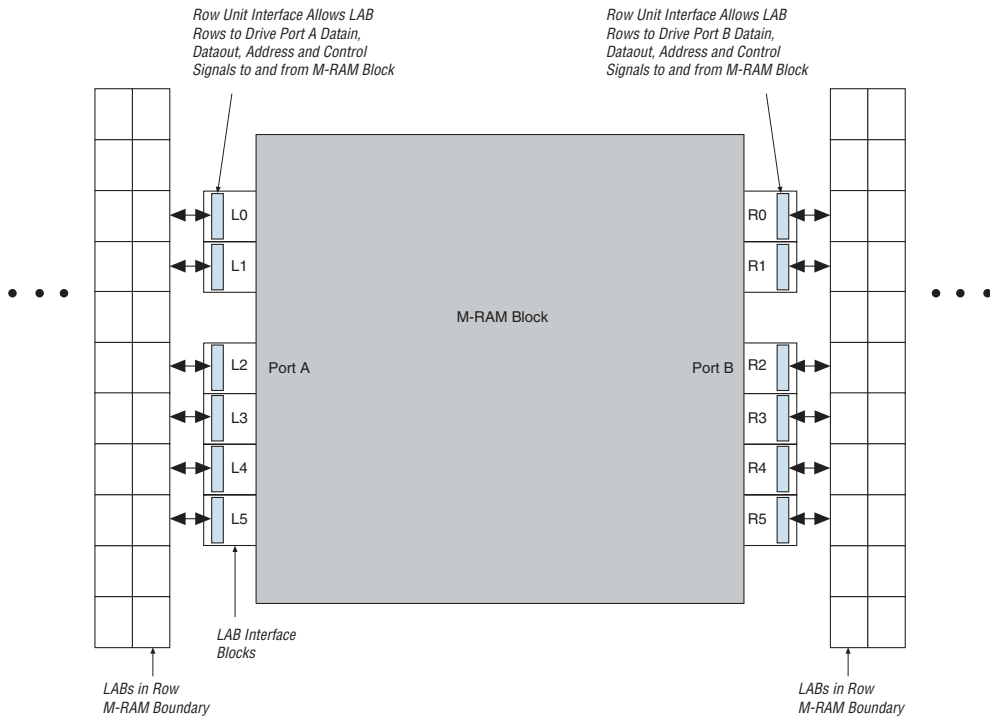 Row Unit Interface Allows LAB
Rows to Drive Port A Datain,
Dataout, Address and Control
Signals to and from M-RAM Block
Row Unit Interface Allows LAB
Rows to Drive Port B Datain,
Dataout, Address and Control
Signals to and from M-RAM Block
L0
R0
L1
R1
M-RAM Block
L2
Port A
Port B
R2
L3
R3
L4
R4
L5
R5
LAB Interface
Blocks
LABs in Row
M-RAM Boundary
LABs in Row
M-RAM Boundary